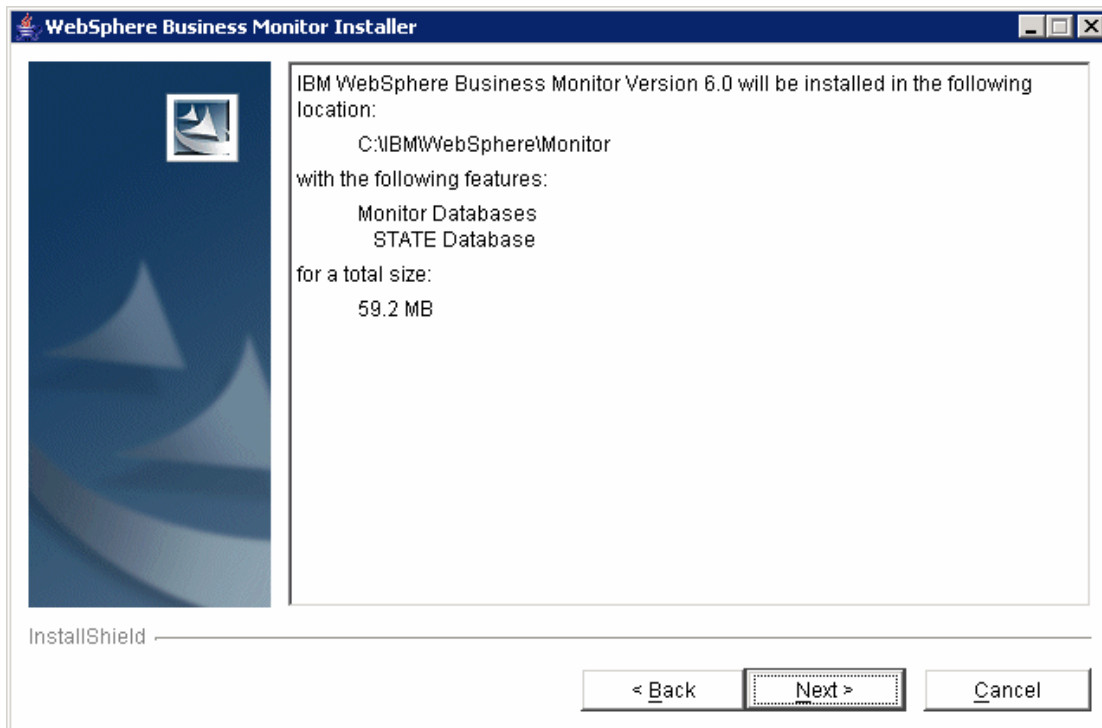 WebSphere Business Monitor Installer
IBM WebSphere Business Monitor Version 6.0 will be installed in the following
location:
C:\IBM\WebSphere\Monitor
with the following features:
Monitor Databases
STATE Database
for a total size:
59.2 MB
InstallShield
< Back
Next >
Cancel